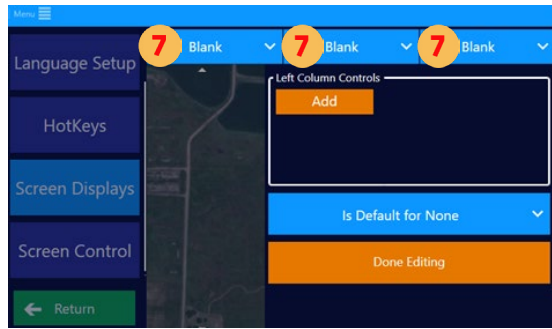 Menu
7 Blank 7 Blank 7 Blank
Language Setup
Left Column Controls
Add
HotKeys
Screen Displays
Is Default for None
Screen Control
Done Editing
Return